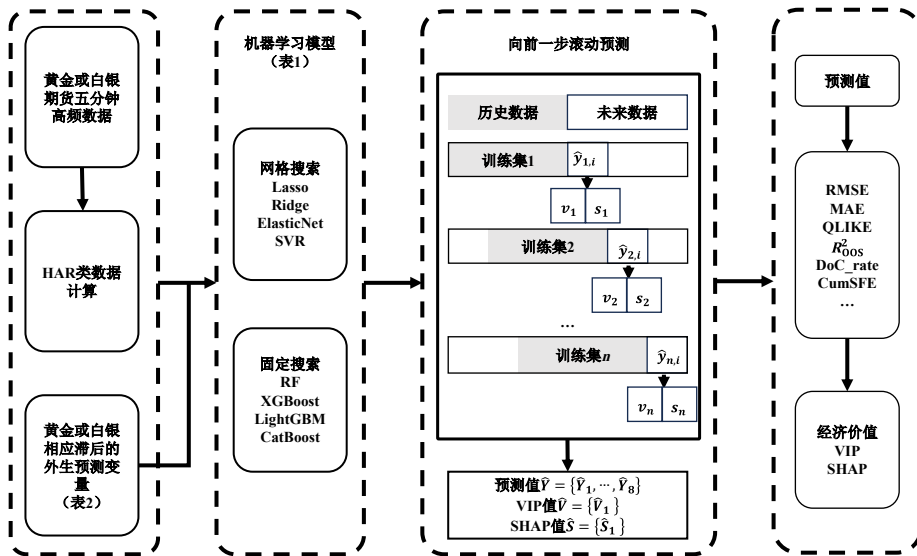 黄金或白银
期货五分钟
高频数据
HAR类数据
计算
黄金或白银
相应滞后的
外生预测变
量
(表2)
机器学习模型
(表1)
网格搜索
Lasso
Ridge
ElasticNet
SVR
固定搜索
RF
XGBoost
LightGBM
CatBoost
向前一步滚动预测
历史数据 未来数据
训练集1 ŷ₁,ᵢ
v₁ s₁
训练集2 ŷ₂,ᵢ
v₂ s₂
...
训练集n ŷₙ,ᵢ
vₙ sₙ
预测值Ŷ = {Ŷ₁, ⋯, Ŷ₈}
VIP值V̂ = {V̂₁}
SHAP值Ŝ = {Ŝ₁}
预测值
RMSE
MAE
QLIKE
R²OOS
DoC_rate
CumSFE
...
经济价值
VIP
SHAP